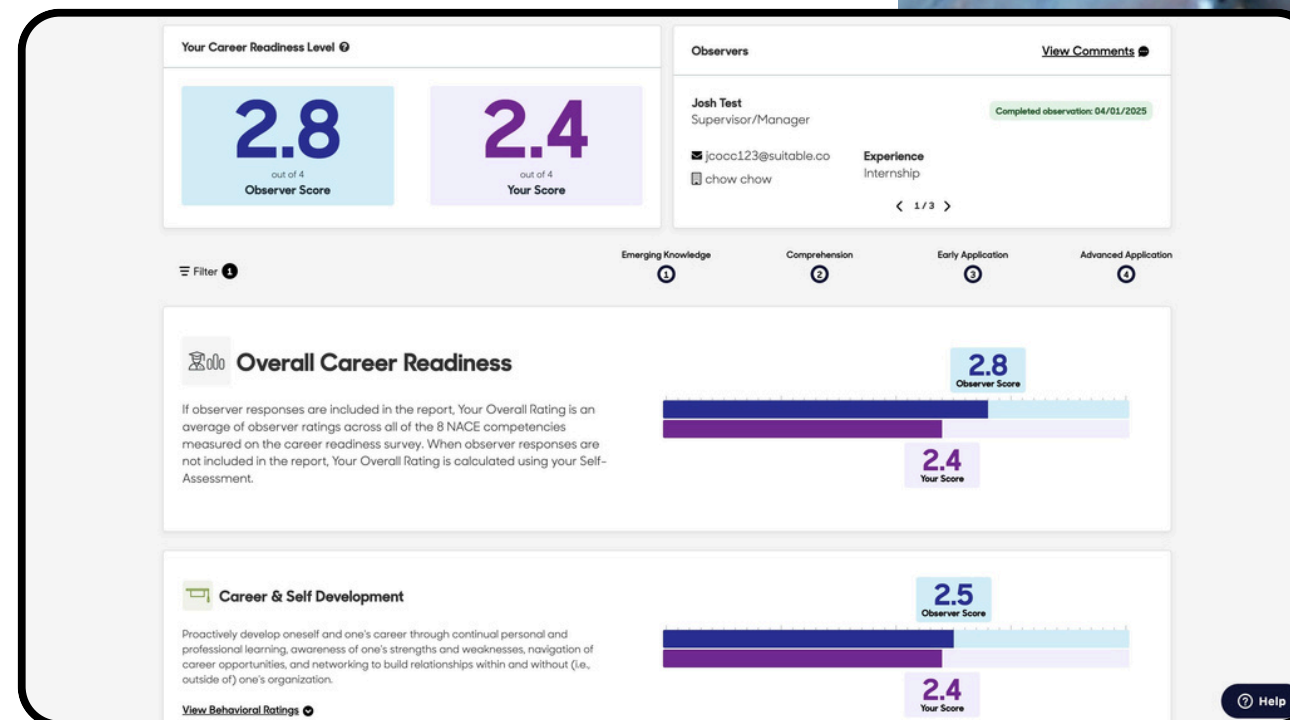 Your Career Readiness Level ?
2.8
out of 4
Observer Score
2.4
out of 4
Your Score
Observers
View Comments
Josh Test
Supervisor/Manager
Completed observation: 04/01/2025
jcocc123@suitable.co
chow chow
Experience
Internship
< 1/3 >
Filter 1
Emerging Knowledge
1
Comprehension
2
Early Application
3
Advanced Application
4
Overall Career Readiness
If observer responses are included in the report, Your Overall Rating is an
average of observer ratings across all of the 8 NACE competencies
measured on the career readiness survey. When observer responses are
not included in the report, Your Overall Rating is calculated using your Self-
Assessment.
2.8
Observer Score
2.4
Your Score
Career & Self Development
Proactively develop oneself and one's career through continual personal and
professional learning, awareness of one's strengths and weaknesses, navigation of
career opportunities, and networking to build relationships within and without (i.e.,
outside of) one's organization.
View Behavioral Ratings
2.5
Observer Score
2.4
Your Score
? Help